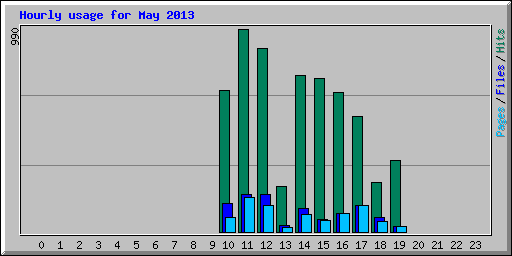 Hourly usage for May 2013
990
Pages/Files/Hits
0 1 2 3 4 5 6 7 8 9 10 11 12 13 14 15 16 17 18 19 20 21 22 23